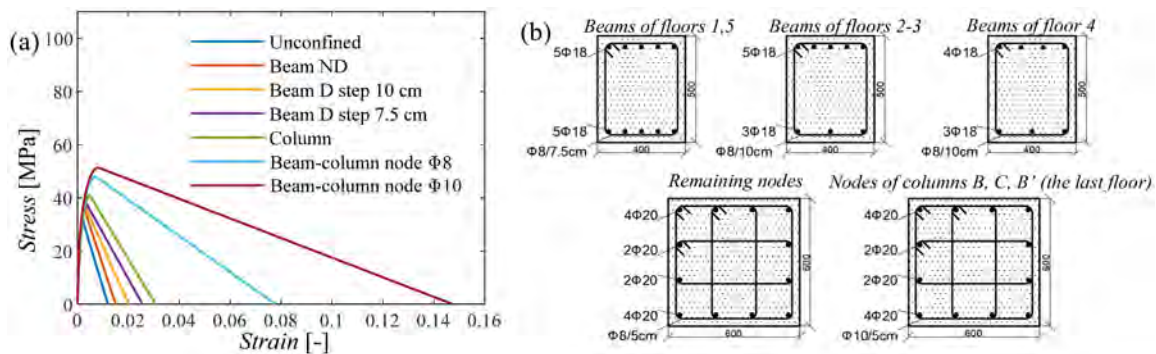 (a)
Stress [MPa]
100
80
60
40
20
0
0
0.02
0.04
0.06
0.08
0.1
0.12
0.14
0.16
Strain [-]
Unconfined
Beam ND
Beam D step 10 cm
Beam D step 7.5 cm
Column
Beam-column node Φ8
Beam-column node Φ10
(b)
Beams of floors 1,5
5Φ18
5Φ18
Φ8/7.5cm
400
500
Beams of floors 2-3
5Φ18
3Φ18
Φ8/10cm
400
500
Beams of floor 4
4Φ18
3Φ18
Φ8/10cm
400
500
Remaining nodes
4Φ20
2Φ20
2Φ20
4Φ20
Φ8/5cm
600
600
Nodes of columns B, C, B' (the last floor)
4Φ20
2Φ20
2Φ20
4Φ20
Φ10/5cm
600
600